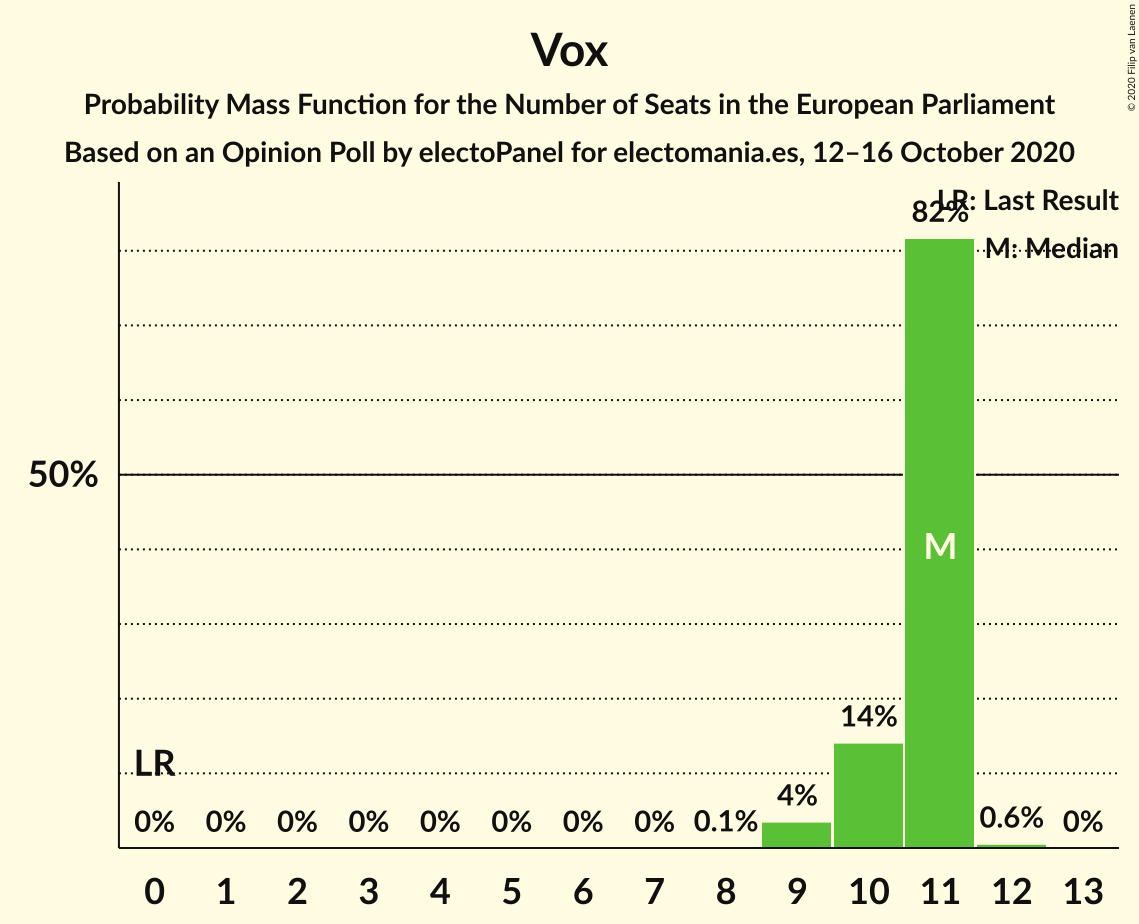 Vox
Probability Mass Function for the Number of Seats in the European Parliament
Based on an Opinion Poll by electoPanel for electomania.es, 12–16 October 2020
© 2020 Filip van Laenen
LR: Last Result
M: Median
82%
50%
M
14%
LR
4%
0% 0% 0% 0% 0% 0% 0% 0% 0.1% 0.6% 0%
0 1 2 3 4 5 6 7 8 9 10 11 12 13